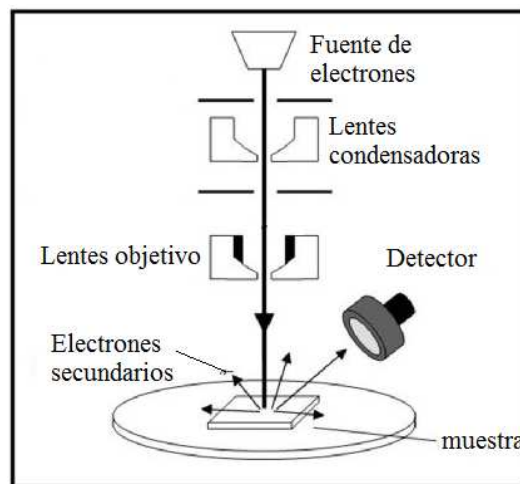 Fuente de
electrones
Lentes
condensadoras
Lentes objetivo
Detector
Electrones
secundarios
muestra